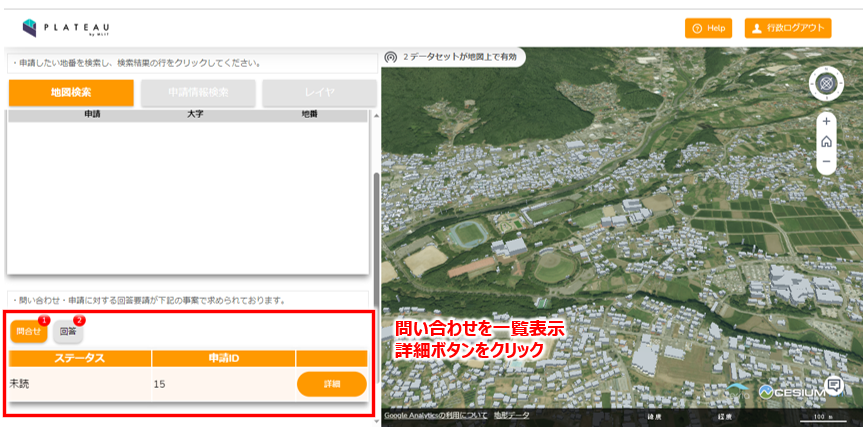 PLATEAU
by MLIT
Help
行政ログアウト
・申請したい地番を検索し、検索結果の行をクリックしてください。
2 データセットが地図上で有効
地図検索
申請情報検索
レイヤ
申請
大字
地番
・問い合わせ・申請に対する回答要請が下記の事案で求められております。
問合せ
1
回答
2
ステータス
申請ID
未読
15
詳細
問い合わせを一覧表示
詳細ボタンをクリック
CESIUM
Google Analyticsの利用について
地形データ
緯度
経度
100 m